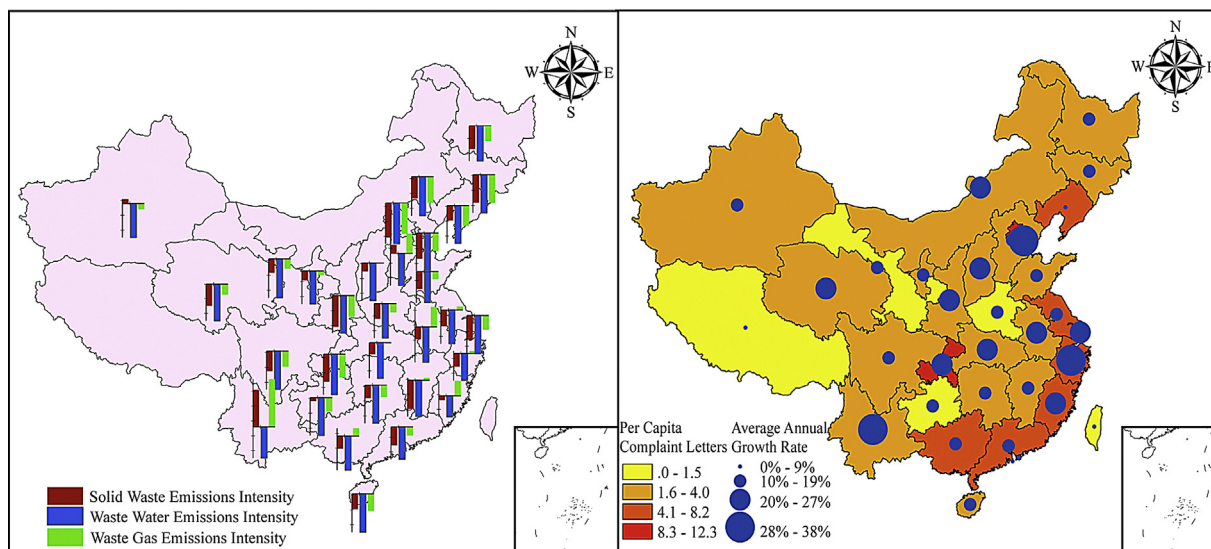 N
W E
S
Solid Waste Emissions Intensity
Waste Water Emissions Intensity
Waste Gas Emissions Intensity
N
W E
S
Per Capita
Complaint Letters
.0 - 1.5
1.6 - 4.0
4.1 - 8.2
8.3 - 12.3
Average Annual
Growth Rate
0% - 9%
10% - 19%
20% - 27%
28% - 38%